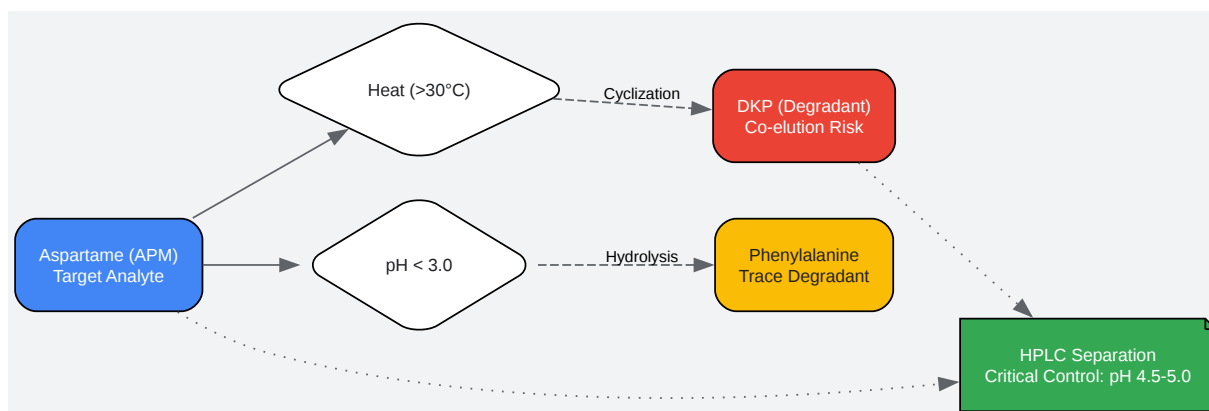 Heat (>30°C)
Cyclization
DKP (Degradant)
Co-elution Risk
Aspartame (APM)
Target Analyte
pH < 3.0
Hydrolysis
Phenylalanine
Trace Degradant
HPLC Separation
Critical Control: pH 4.5-5.0